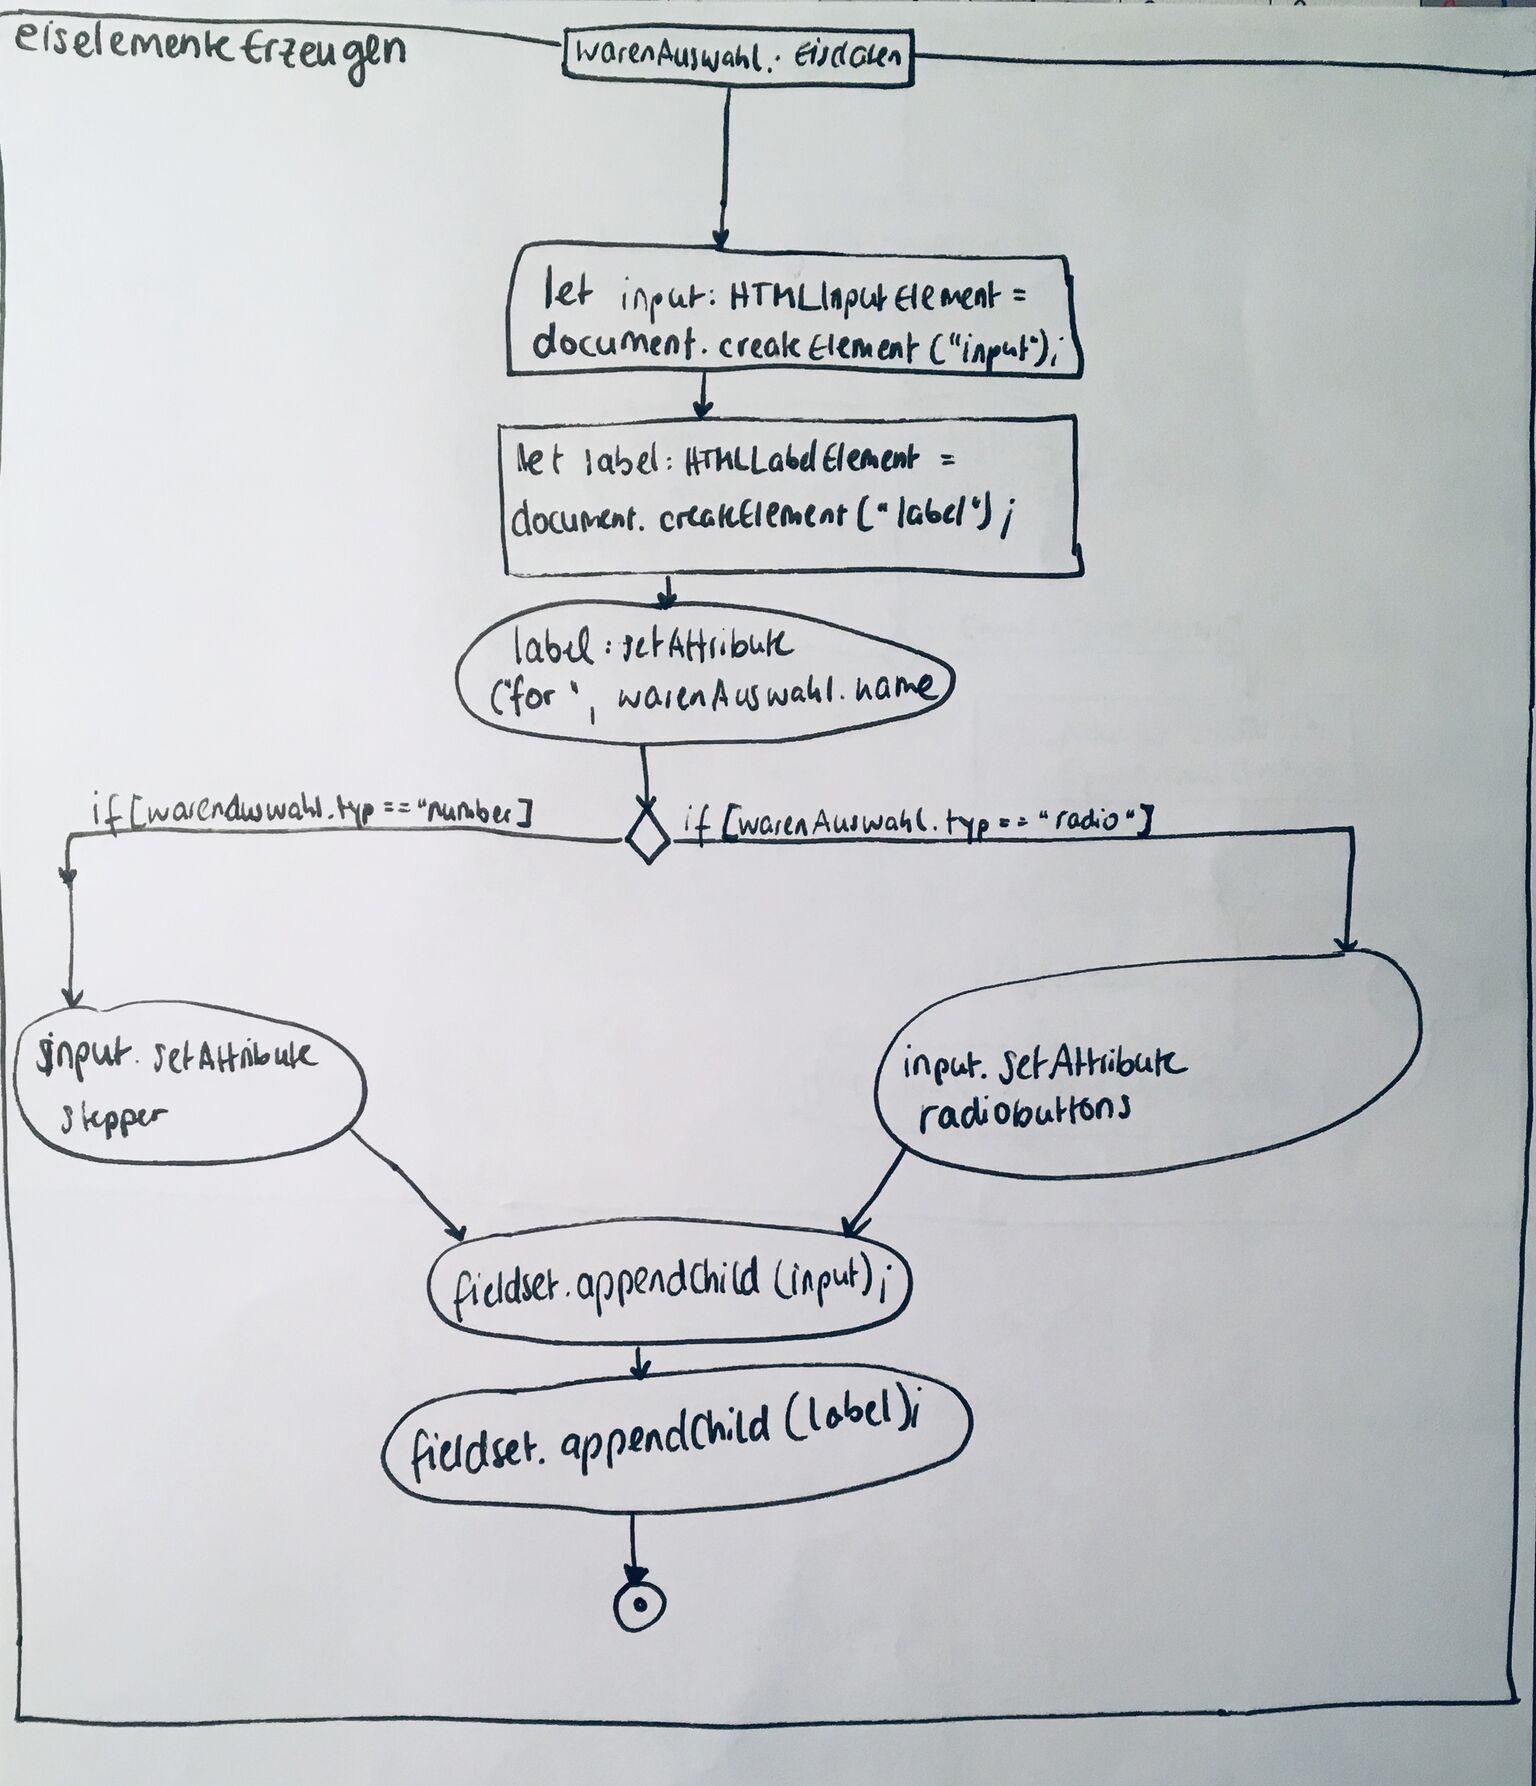 eiselementeErzeugen
warenAuswahl: Eisdaten
let input: HTMLInputElement =
document.createElement("input");
let label: HTMLLabelElement =
document.createElement("label");
label:setAttribute
("for", warenAuswahl.name
if [warenAuswahl.typ == "number]
if [warenAuswahl.typ == "radio"]
input.setAttribute
stepper
input.setAttribute
radiobuttons
fieldset.appendChild(input);
fieldset.appendChild(label);